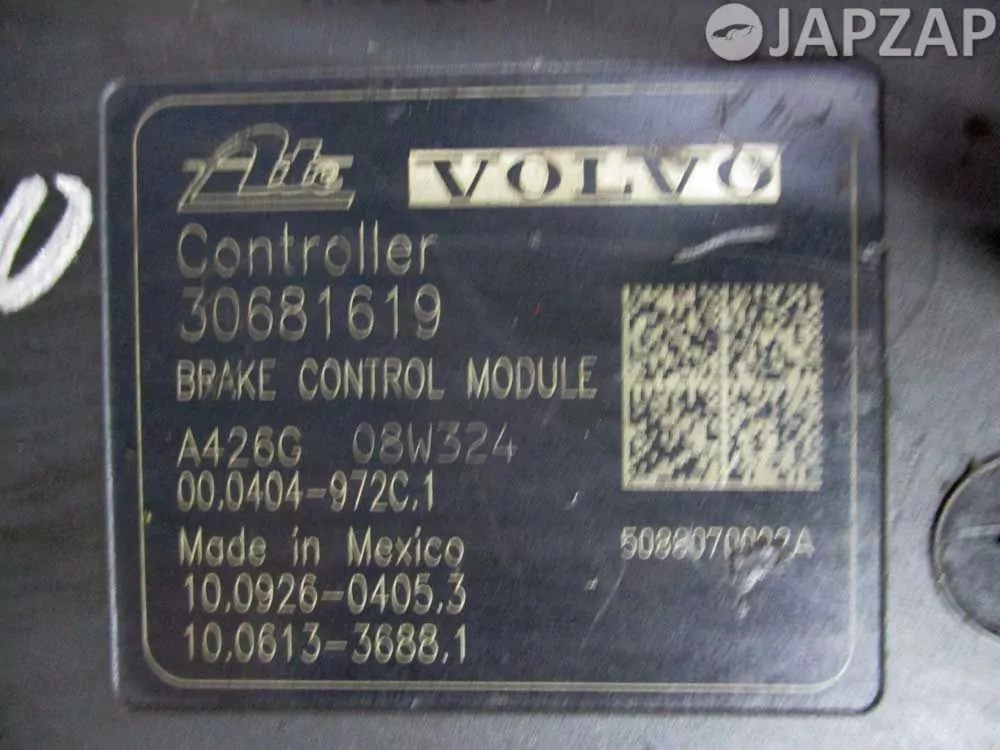 JAPZAP
Ate VOLVO
Controller
30681619
BRAKE CONTROL MODULE
A426G 08W324
00.0404-972C.1
Made in Mexico
10.0926-0405.3
10.0613-3688.1